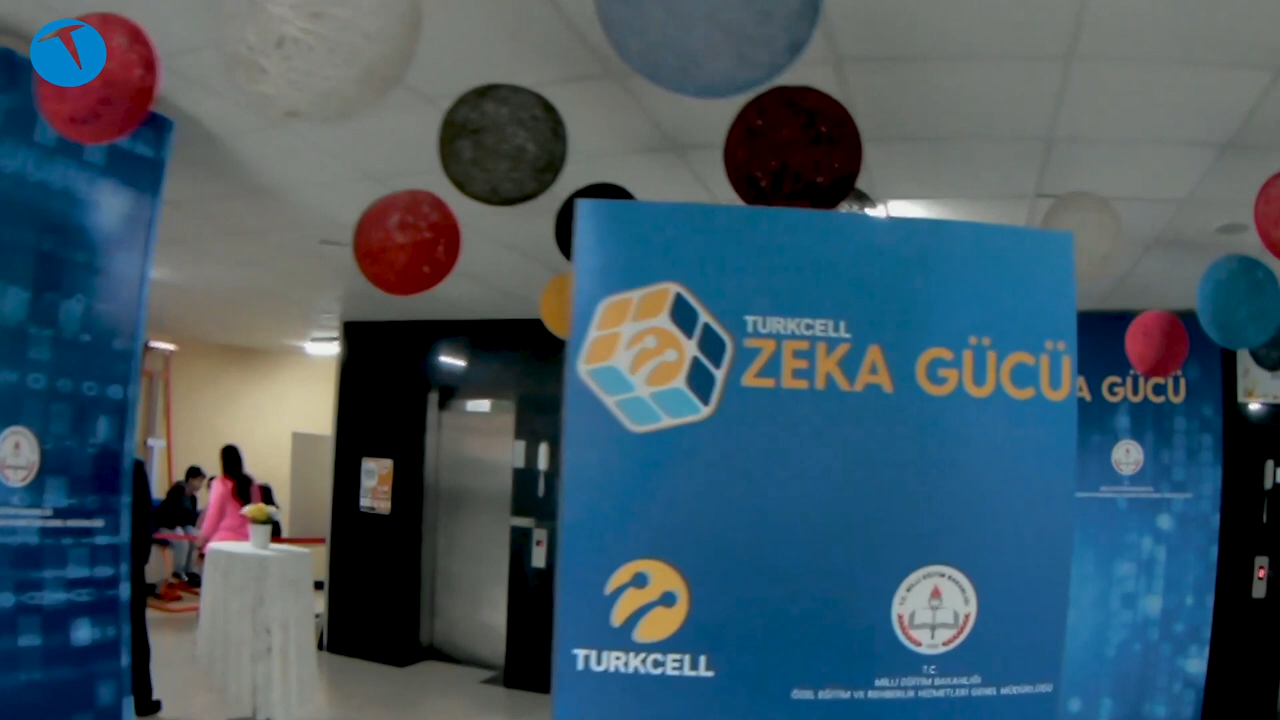 TURKCELL
ZEKA GÜCÜ
A GÜCÜ
TURKCELL
T.C.
MİLLİ EĞİTİM BAKANLIĞI
ÖZEL EĞİTİM VE REHBERLİK HİZMETLERİ GENEL MÜDÜRLÜĞÜ